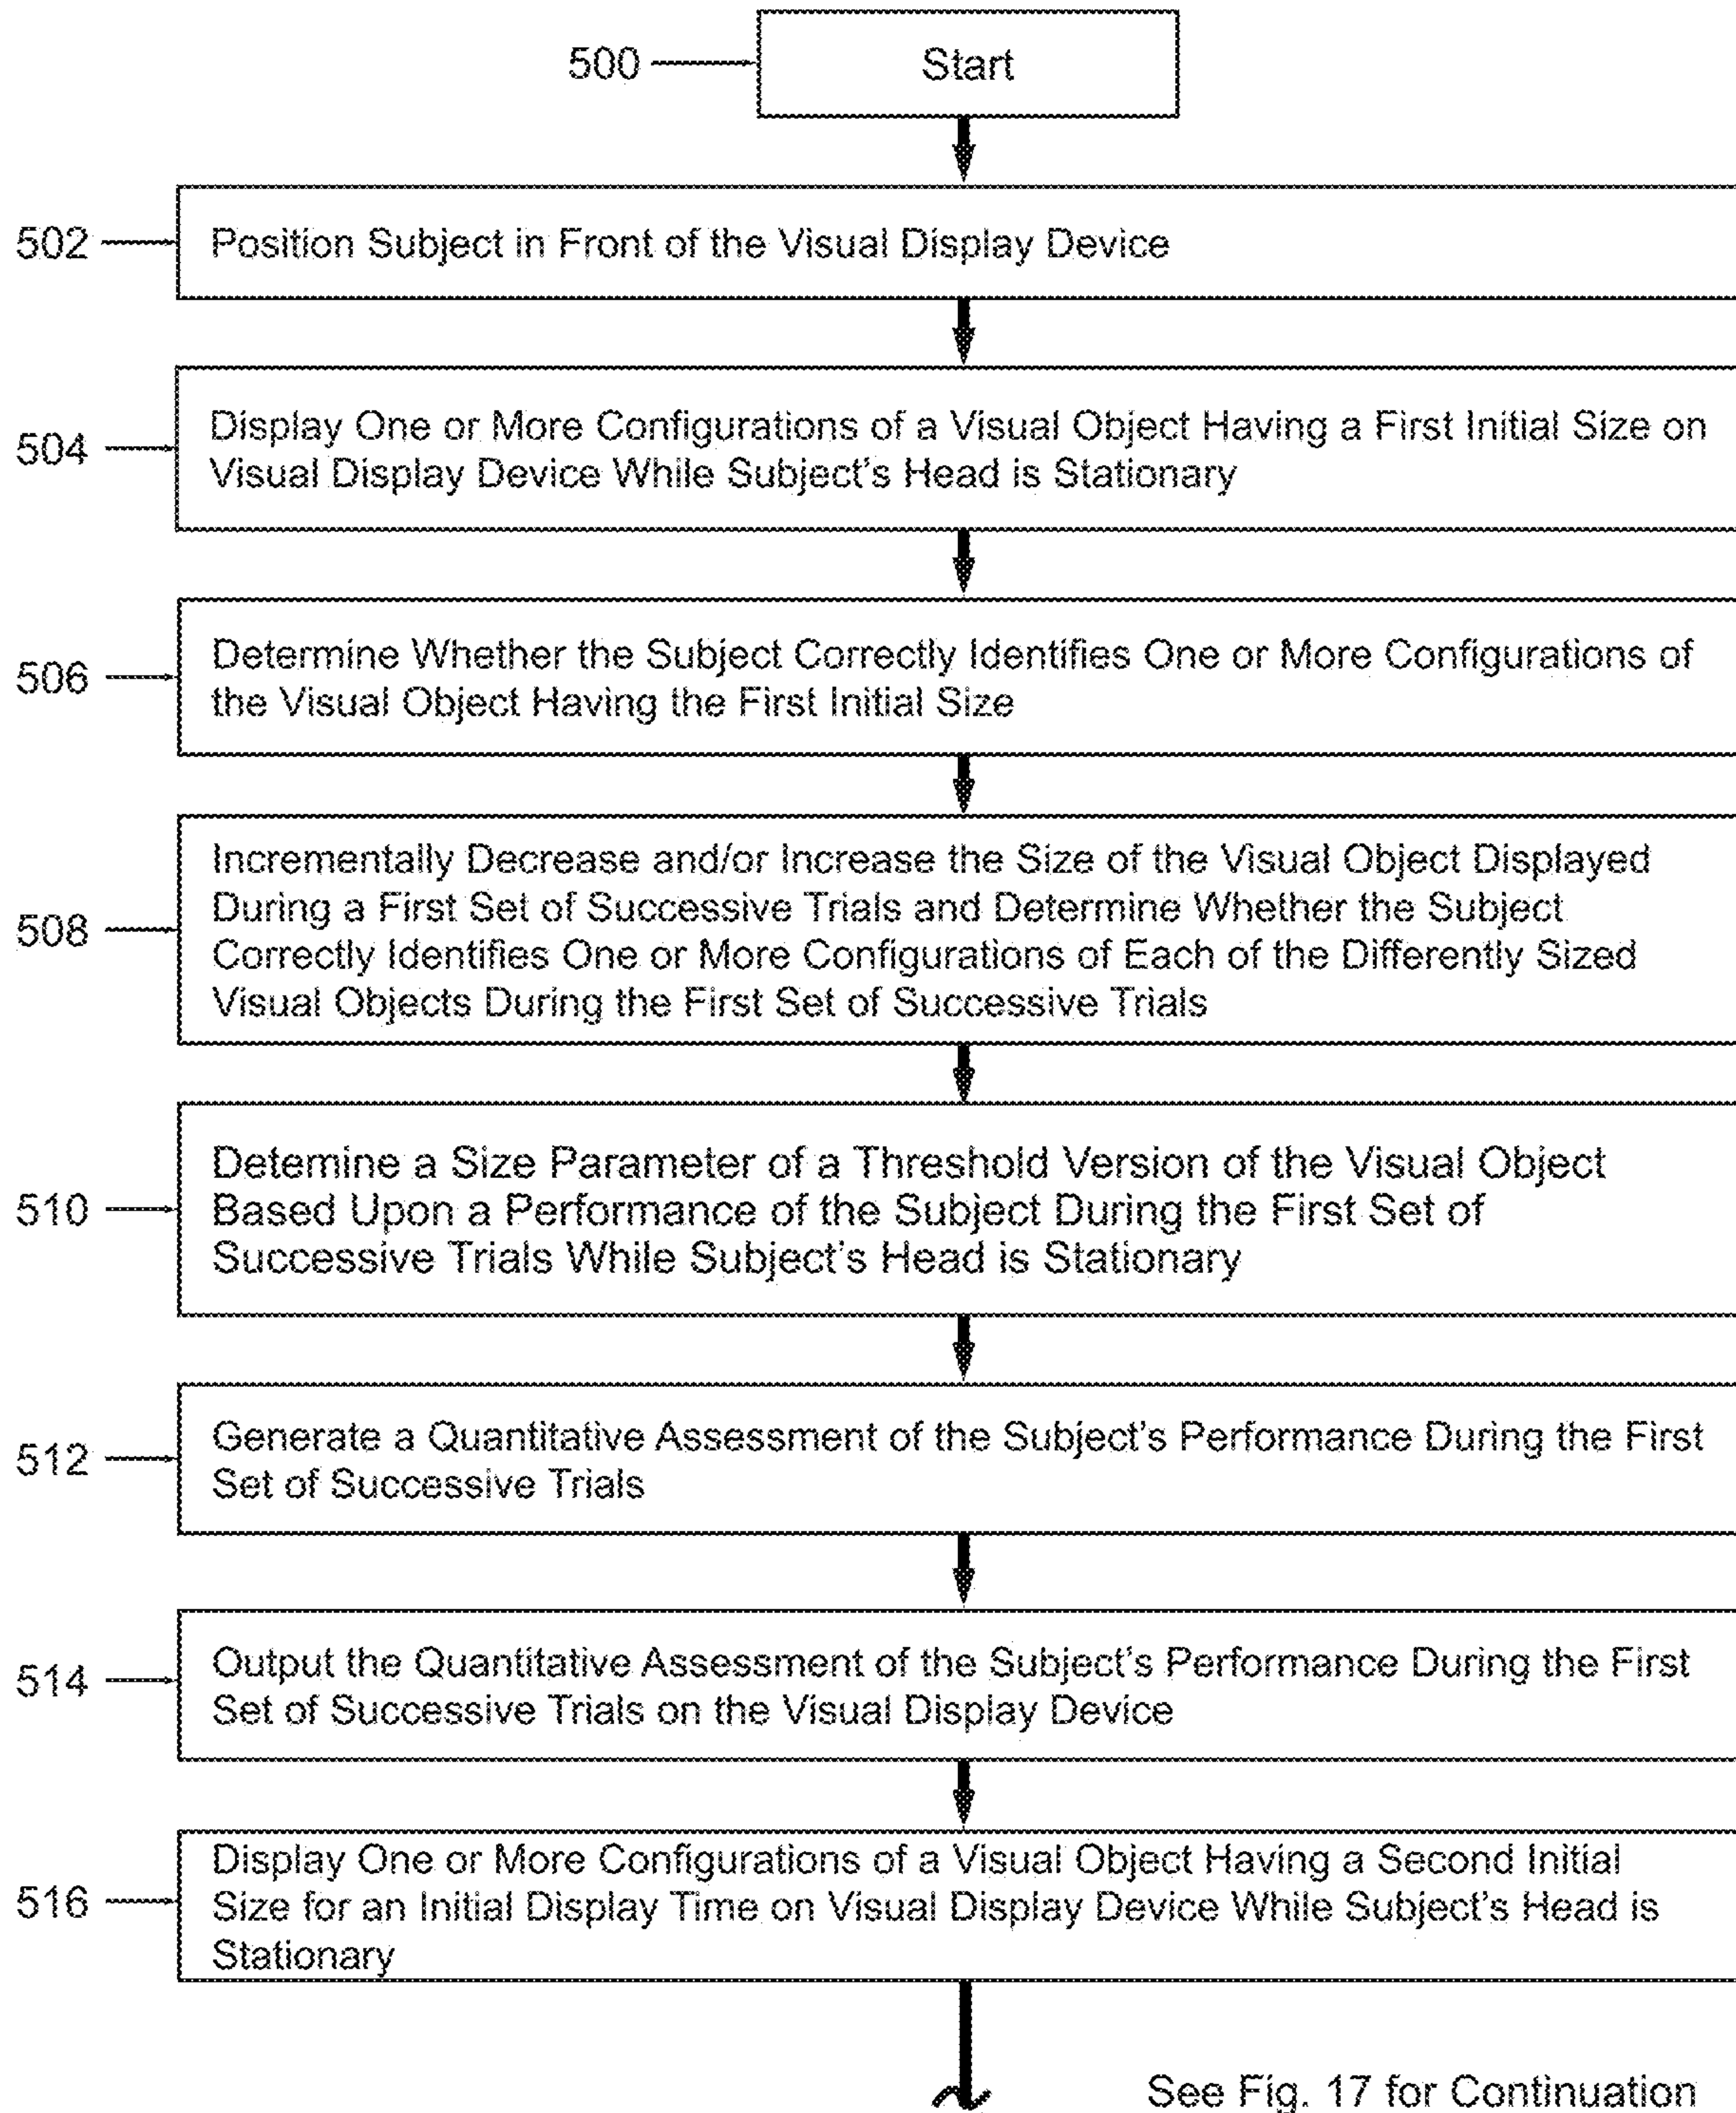 500
Start
502
Position Subject in Front of the Visual Display Device
504
Display One or More Configurations of a Visual Object Having a First Initial Size on
Visual Display Device While Subject's Head is Stationary
506
Determine Whether the Subject Correctly Identifies One or More Configurations of
the Visual Object Having the First Initial Size
508
Incrementally Decrease and/or Increase the Size of the Visual Object Displayed
During a First Set of Successive Trials and Determine Whether the Subject
Correctly Identifies One or More Configurations of Each of the Differently Sized
Visual Objects During the First Set of Successive Trials
510
Detemine a Size Parameter of a Threshold Version of the Visual Object
Based Upon a Performance of the Subject During the First Set of
Successive Trials While Subject's Head is Stationary
512
Generate a Quantitative Assessment of the Subject's Performance During the First
Set of Successive Trials
514
Output the Quantitative Assessment of the Subject's Performance During the First
Set of Successive Trials on the Visual Display Device
516
Display One or More Configurations of a Visual Object Having a Second Initial
Size for an Initial Display Time on Visual Display Device While Subject's Head is
Stationary
See Fig. 17 for Continuation